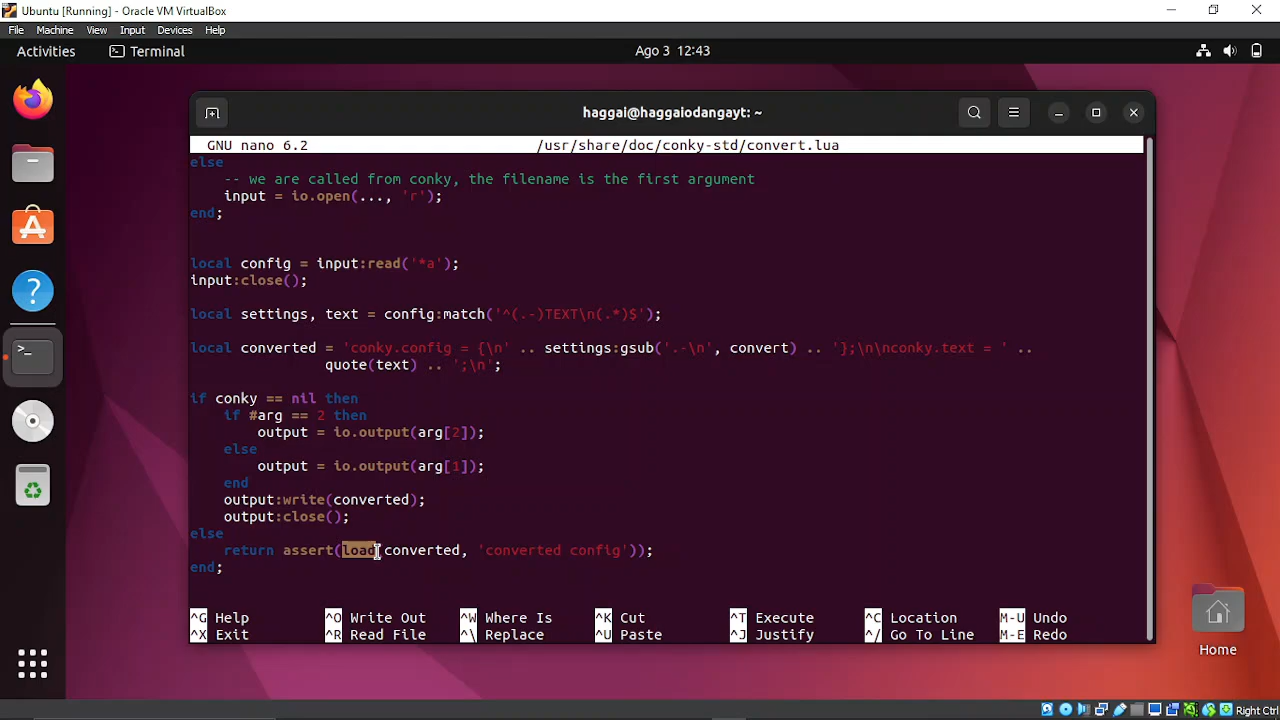 Ubuntu [Running] - Oracle VM VirtualBox
File Machine View Input Devices Help
Activities Terminal Ago 3 12:43
haggai@haggaiodangayt: ~
GNU nano 6.2 /usr/share/doc/conky-std/convert.lua
else
-- we are called from conky, the filename is the first argument
input = io.open(..., 'r');
end;
local config = input:read('*a');
input:close();
local settings, text = config:match('^(.-)TEXT\n(.*)$');
local converted = 'conky.config = {\n' .. settings:gsub('.-\n', convert) .. '};\n\nconky.text = ' ..
quote(text) .. ';\n';
if conky == nil then
if #arg == 2 then
output = io.output(arg[2]);
else
output = io.output(arg[1]);
end
output:write(converted);
output:close();
else
return assert(load(converted, 'converted config'));
end;
^G Help ^O Write Out ^W Where Is ^K Cut ^T Execute ^C Location M-U Undo
^X Exit ^R Read File ^\ Replace ^U Paste ^J Justify ^/ Go To Line M-E Redo
Home
Right Ctrl